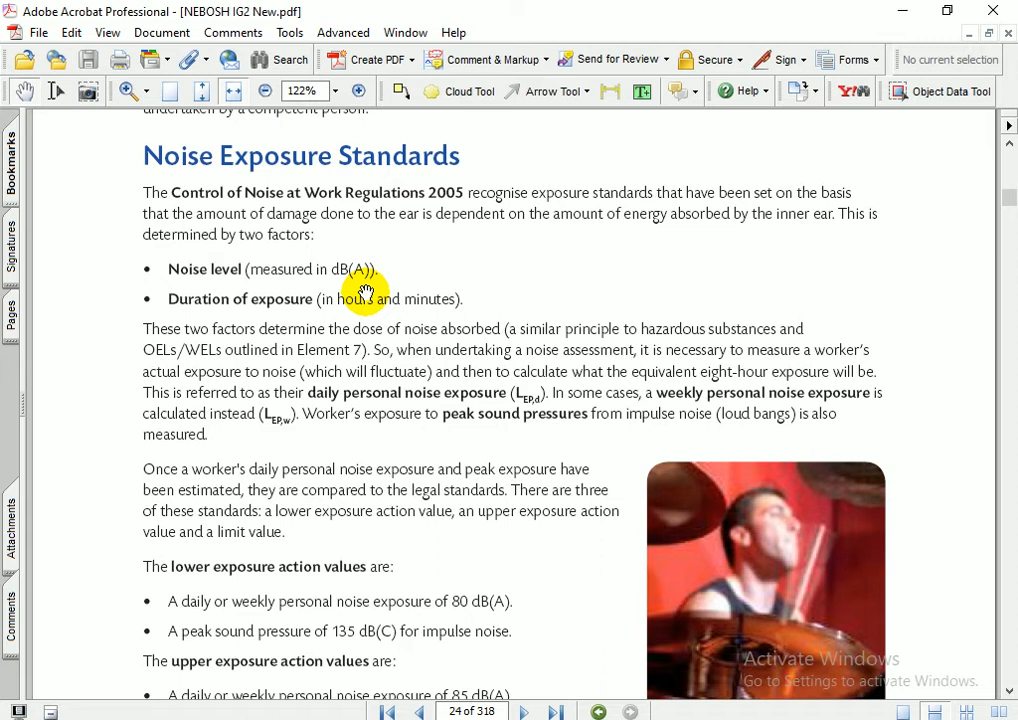 Adobe Acrobat Professional - [NEBOSH IG2 New.pdf]
File Edit View Document Comments Tools Advanced Window Help
Search Create PDF Comment & Markup Send for Review Secure Sign Forms No current selection
122% Cloud Tool Arrow Tool Help Y! Object Data Tool
undertaken by a competent person.
Noise Exposure Standards
The Control of Noise at Work Regulations 2005 recognise exposure standards that have been set on the basis
that the amount of damage done to the ear is dependent on the amount of energy absorbed by the inner ear. This is
determined by two factors:
• Noise level (measured in dB(A)).
• Duration of exposure (in hours and minutes).
These two factors determine the dose of noise absorbed (a similar principle to hazardous substances and
OELs/WELs outlined in Element 7). So, when undertaking a noise assessment, it is necessary to measure a worker's
actual exposure to noise (which will fluctuate) and then to calculate what the equivalent eight-hour exposure will be.
This is referred to as their daily personal noise exposure (LEP,d). In some cases, a weekly personal noise exposure is
calculated instead (LEP,w). Worker's exposure to peak sound pressures from impulse noise (loud bangs) is also
measured.
Once a worker's daily personal noise exposure and peak exposure have
been estimated, they are compared to the legal standards. There are three
of these standards: a lower exposure action value, an upper exposure action
value and a limit value.
The lower exposure action values are:
• A daily or weekly personal noise exposure of 80 dB(A).
• A peak sound pressure of 135 dB(C) for impulse noise.
The upper exposure action values are:
• A daily or weekly personal noise exposure of 85 dB(A)
Bookmarks
Signatures
Pages
Attachments
Comments
Activate Windows
Go to Settings to activate Windows.
24 of 318